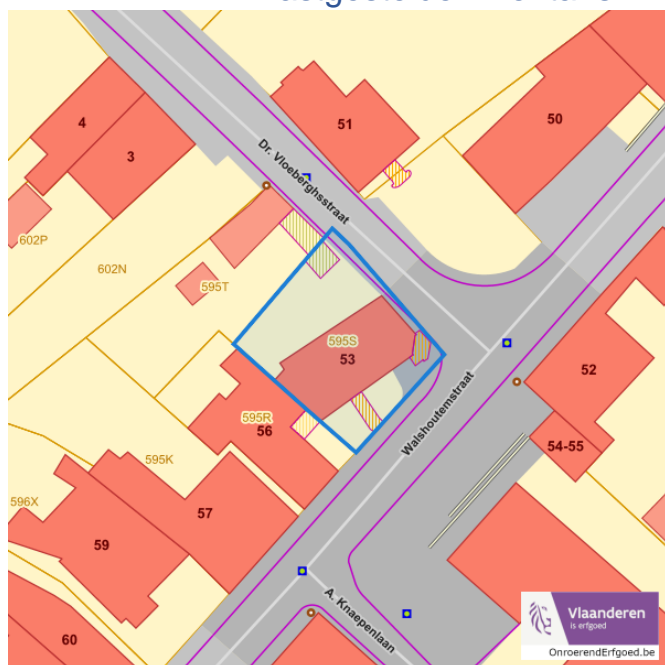 4
3
51
50
Dr. Vloeberghsstraat
602P
602N
595T
595S
53
52
Walshoutemstraat
595R
56
54-55
595K
596X
57
59
A. Knaepenlaan
60
Vlaanderen
is erfgoed
OnroerendErfgoed.be